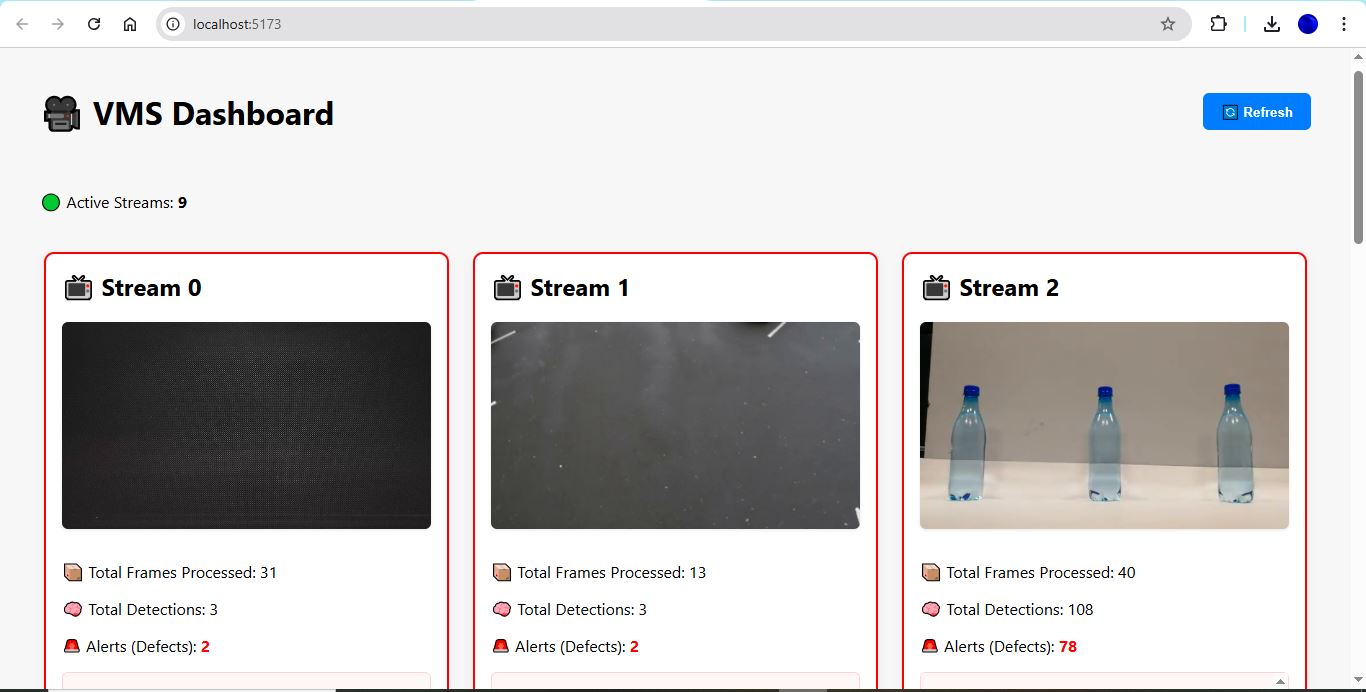 localhost:5173
VMS Dashboard
Refresh
Active Streams: 9
Stream 0
Stream 1
Stream 2
Total Frames Processed: 31
Total Detections: 3
Alerts (Defects): 2
Total Frames Processed: 13
Total Detections: 3
Alerts (Defects): 2
Total Frames Processed: 40
Total Detections: 108
Alerts (Defects): 78